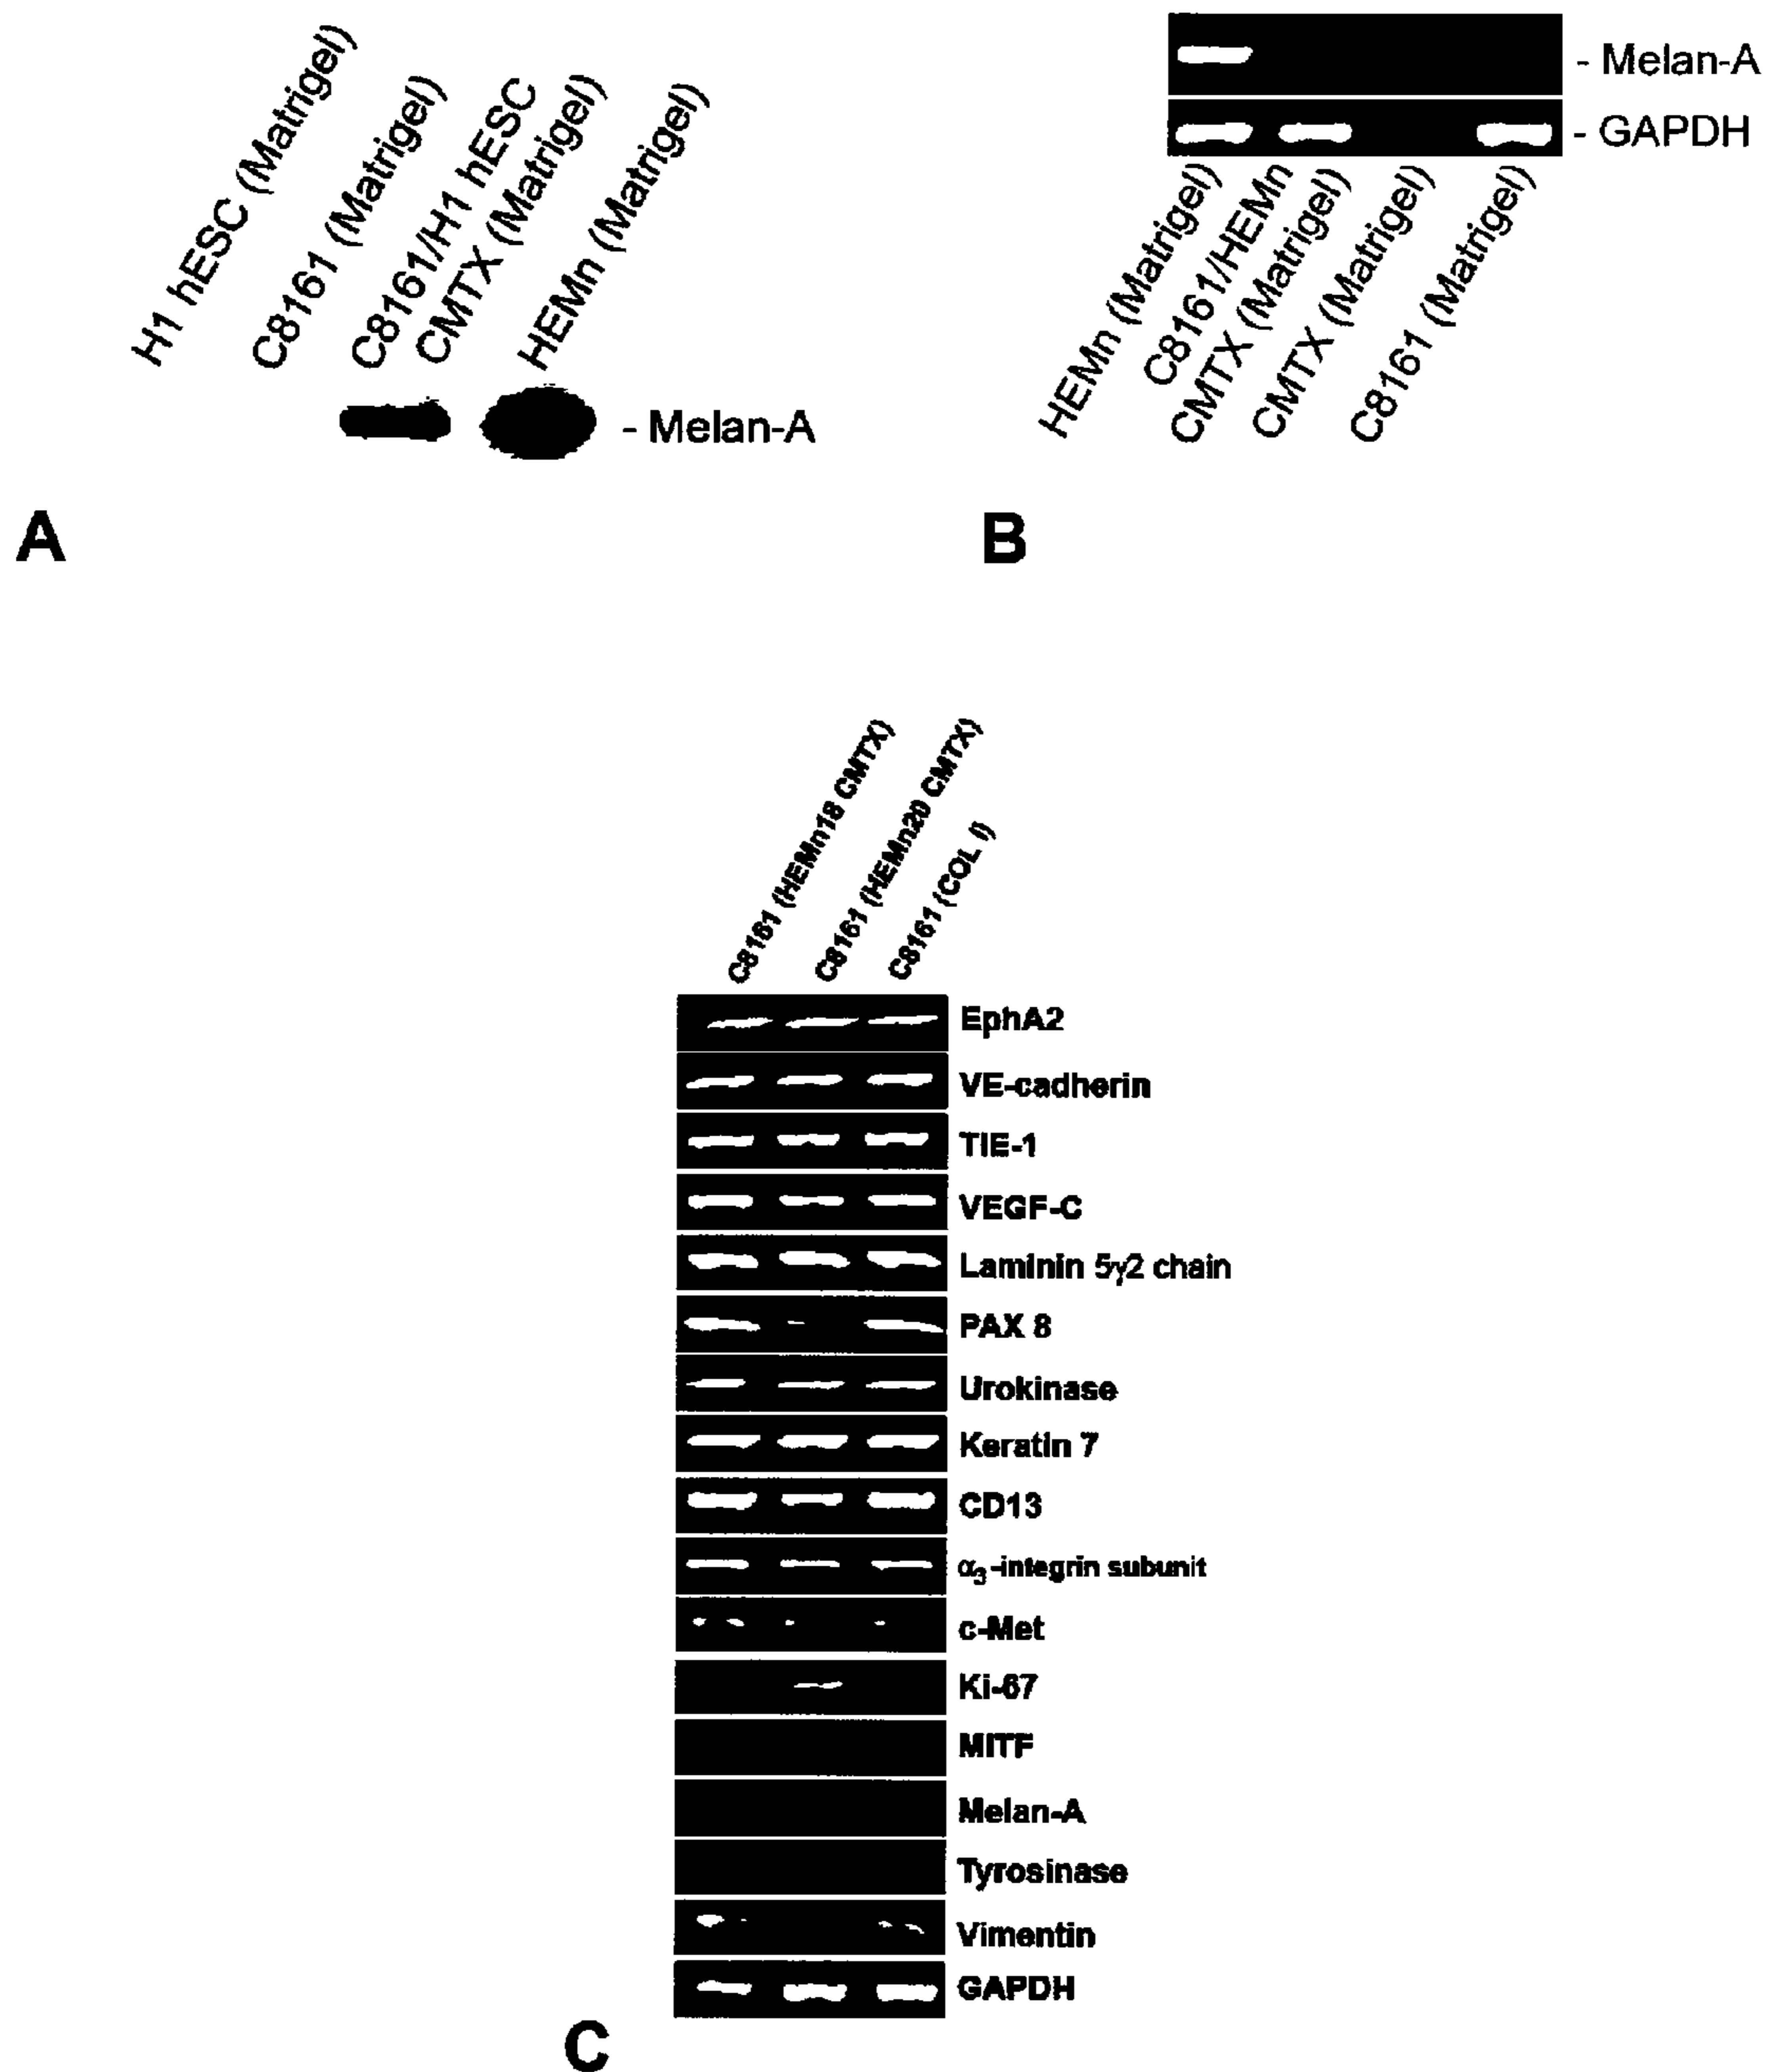 H1 hESC (Matrigel)
C8161 (Matrigel)
C8161/H1 hESC
CMTX (Matrigel)
HEMn (Matrigel)
- Melan-A
A
- Melan-A
- GAPDH
HEMn (Matrigel)
C8161/HEMn
CMTX (Matrigel)
CMTX (Matrigel)
C8161 (Matrigel)
B
C8161 (HEMn18 CMTX)
C8161 (HEMn20 CMTX)
C8161 (COL I)
EphA2
VE-cadherin
TIE-1
VEGF-C
Laminin 5γ2 chain
PAX 8
Urokinase
Keratin 7
CD13
α₃-integrin subunit
c-Met
Ki-67
MITF
Melan-A
Tyrosinase
Vimentin
GAPDH
C